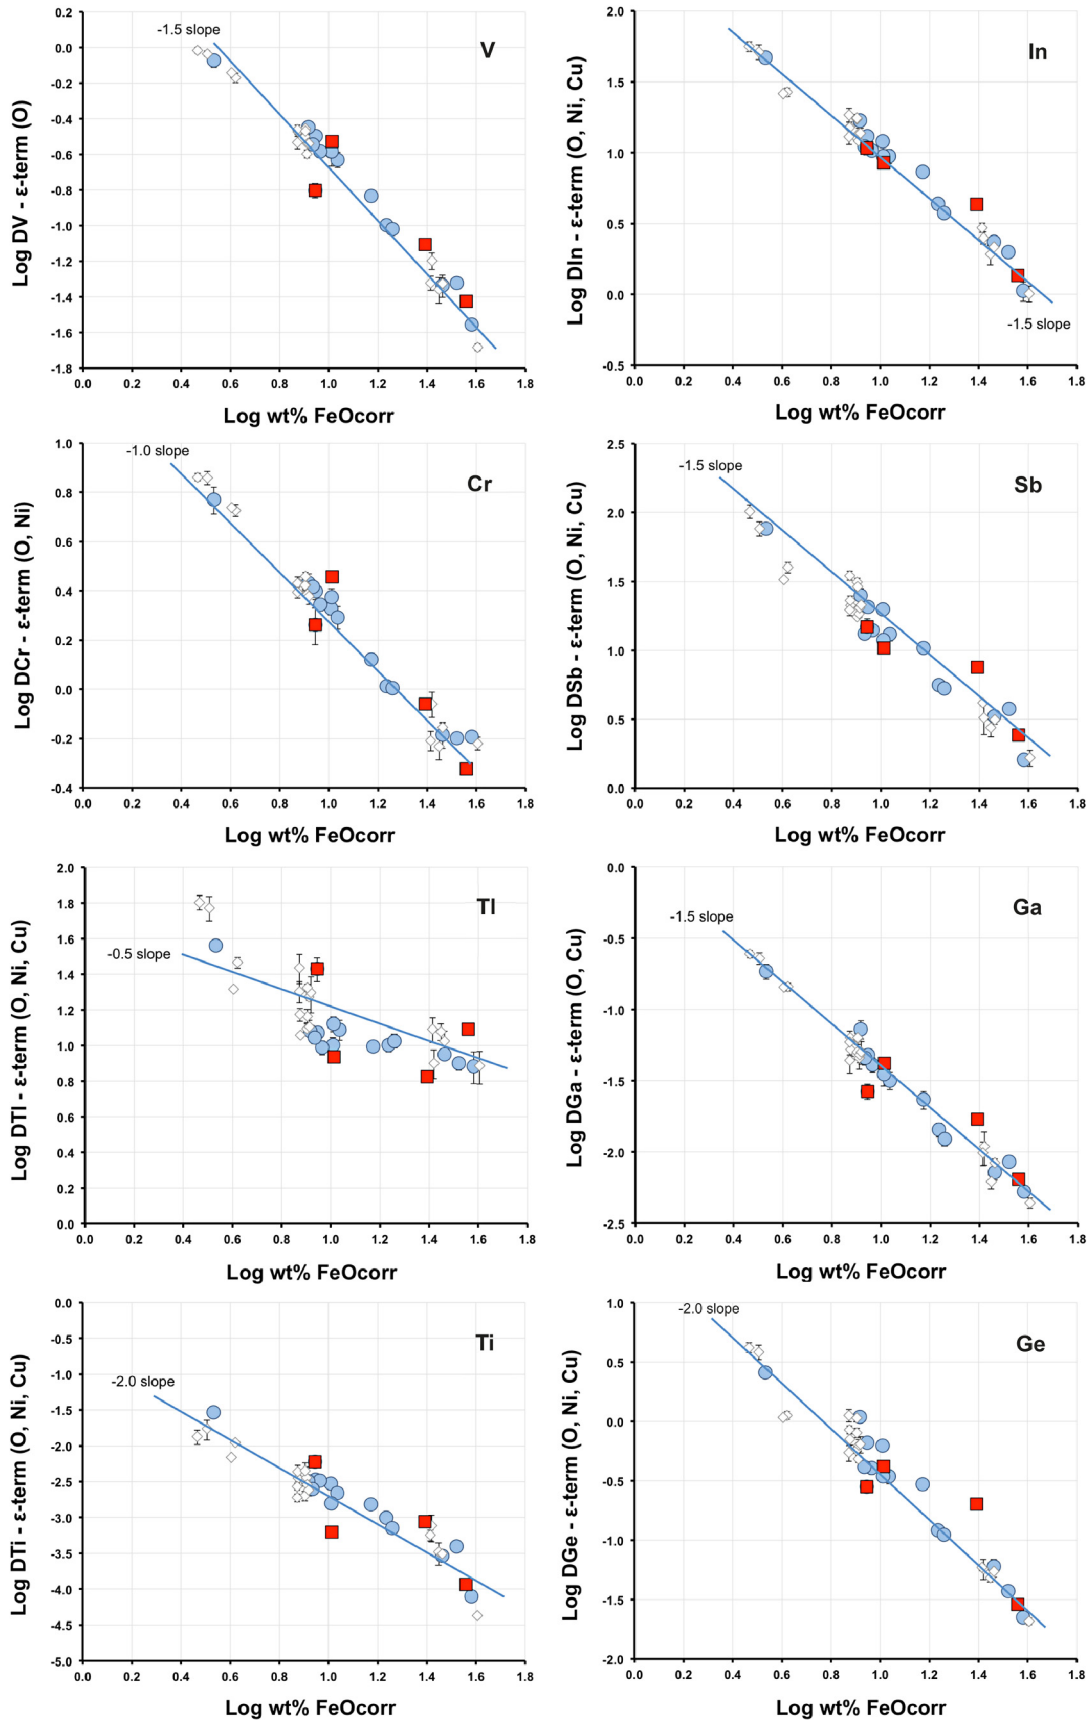 0.2
0.0
-0.2
-0.4
-0.6
-0.8
-1.0
-1.2
-1.4
-1.6
-1.8
Log DV - ε-term (O)
-1.5 slope
V
0.0 0.2 0.4 0.6 0.8 1.0 1.2 1.4 1.6 1.8
Log wt% FeOcorr
2.0
1.5
1.0
0.5
0.0
-0.5
Log DIn - ε-term (O, Ni, Cu)
In
-1.5 slope
0.0 0.2 0.4 0.6 0.8 1.0 1.2 1.4 1.6 1.8
Log wt% FeOcorr
1.0
0.8
0.6
0.4
0.2
0.0
-0.2
-0.4
Log DCr - ε-term (O, Ni)
-1.0 slope
Cr
0.0 0.2 0.4 0.6 0.8 1.0 1.2 1.4 1.6 1.8
Log wt% FeOcorr
2.5
2.0
1.5
1.0
0.5
0.0
Log DSb - ε-term (O, Ni, Cu)
-1.5 slope
Sb
0.0 0.2 0.4 0.6 0.8 1.0 1.2 1.4 1.6 1.8
Log wt% FeOcorr
2.0
1.8
1.6
1.4
1.2
1.0
0.8
0.6
0.4
0.2
0.0
Log DTl - ε-term (O, Ni, Cu)
-0.5 slope
Tl
0.0 0.2 0.4 0.6 0.8 1.0 1.2 1.4 1.6 1.8
Log wt% FeOcorr
0.0
-0.5
-1.0
-1.5
-2.0
-2.5
Log DGa - ε-term (O, Cu)
-1.5 slope
Ga
0.0 0.2 0.4 0.6 0.8 1.0 1.2 1.4 1.6 1.8
Log wt% FeOcorr
0.0
-0.5
-1.0
-1.5
-2.0
-2.5
-3.0
-3.5
-4.0
-4.5
-5.0
Log DTi - ε-term (O, Ni, Cu)
-2.0 slope
Ti
0.0 0.2 0.4 0.6 0.8 1.0 1.2 1.4 1.6 1.8
Log wt% FeOcorr
1.0
0.5
0.0
-0.5
-1.0
-1.5
-2.0
Log DGe - ε-term (O, Ni, Cu)
-2.0 slope
Ge
0.0 0.2 0.4 0.6 0.8 1.0 1.2 1.4 1.6 1.8
Log wt% FeOcorr